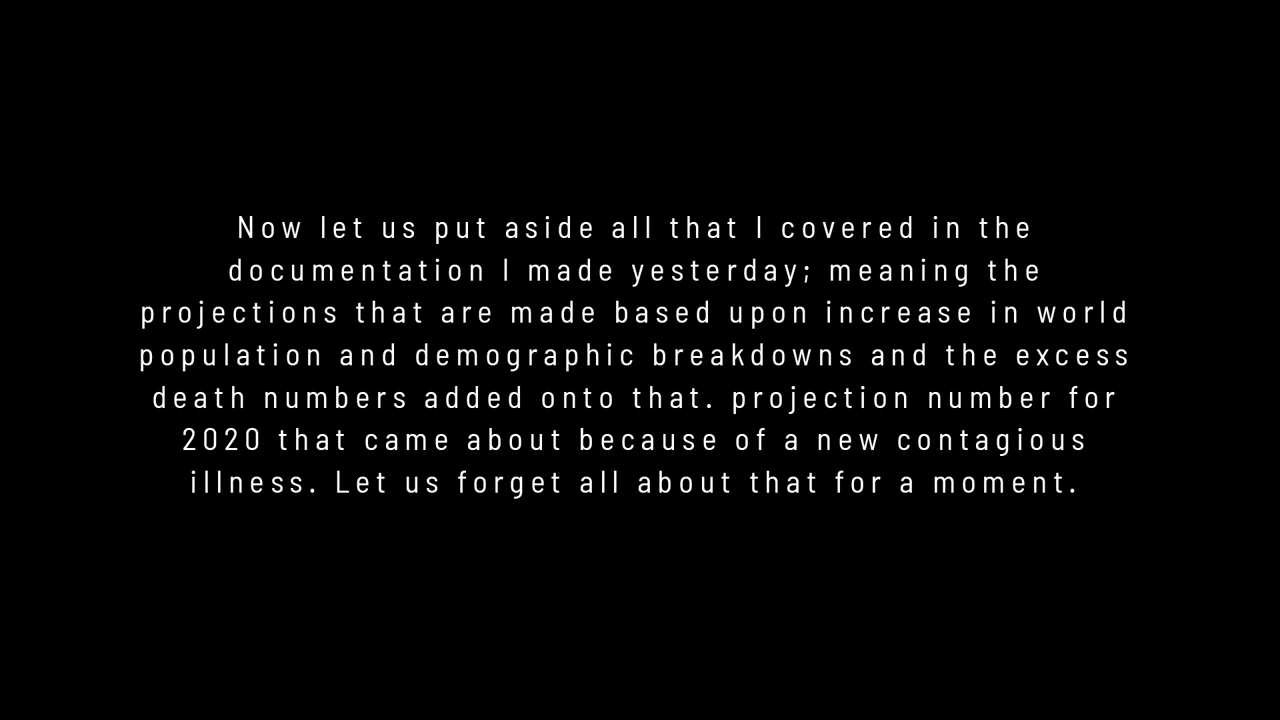 Now let us put aside all that I covered in the
documentation I made yesterday; meaning the
projections that are made based upon increase in world
population and demographic breakdowns and the excess
death numbers added onto that. projection number for
2020 that came about because of a new contagious
illness. Let us forget all about that for a moment.